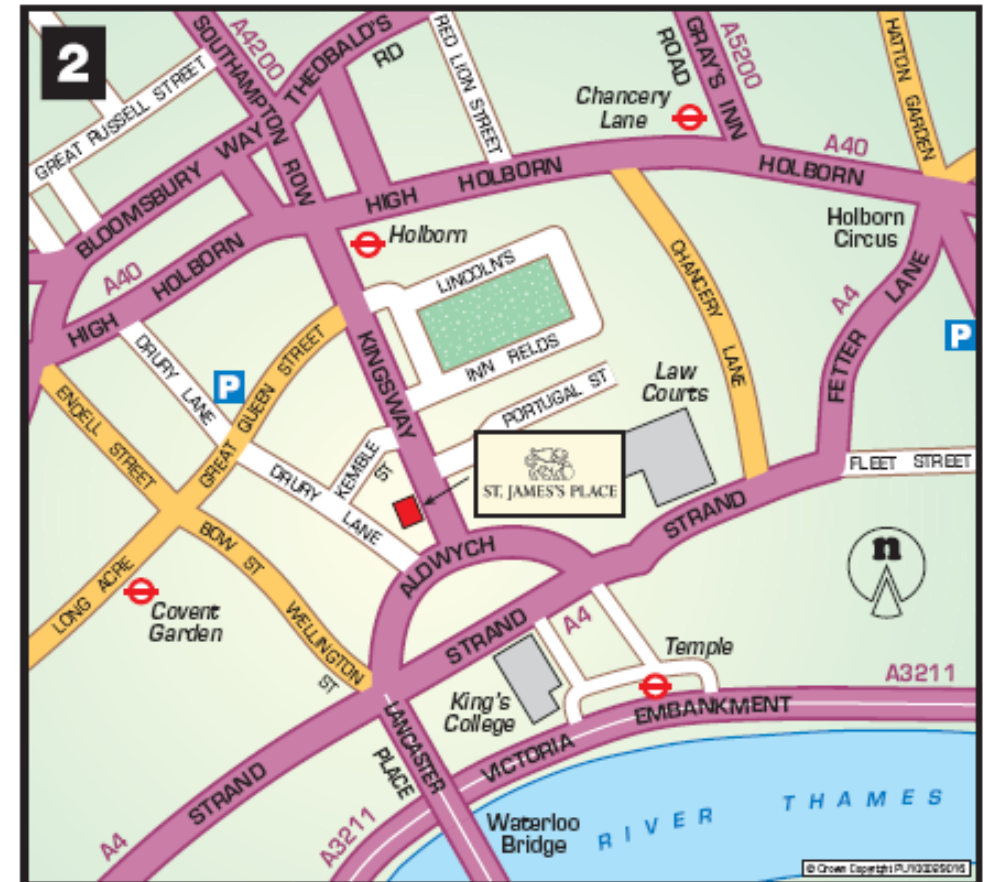 2
SOUTHAMPTON ROW
A4200
THEOBALD'S
RD
RED LION STREET
GRAY'S INN
ROAD
A5200
HATTON GARDEN
GREAT RUSSELL STREET
Chancery
Lane
BLOOMSBURY WAY
HIGH HOLBORN
A40
HOLBORN
Holborn
Circus
A40
HIGH HOLBORN
Holborn
LINCOLN'S
INN RELDS
CHANCERY LANE
A4
FETTER LANE
P
DRURY LANE
P
GREAT QUEEN STREET
KINGSWAY
PORTUGAL ST
Law
Courts
ENDELL STREET
KEMBLE
ST
DRURY LANE
ST. JAMES'S PLACE
FLEET STREET
STRAND
BOW ST
ALDWYCH
n
LONG ACRE
Covent
Garden
WELLINGTON
ST
STRAND
A4
Temple
King's
College
A3211
VICTORIA EMBANKMENT
LANCASTER
PLACE
STRAND
A4
A3211
Waterloo
Bridge
RIVER THAMES